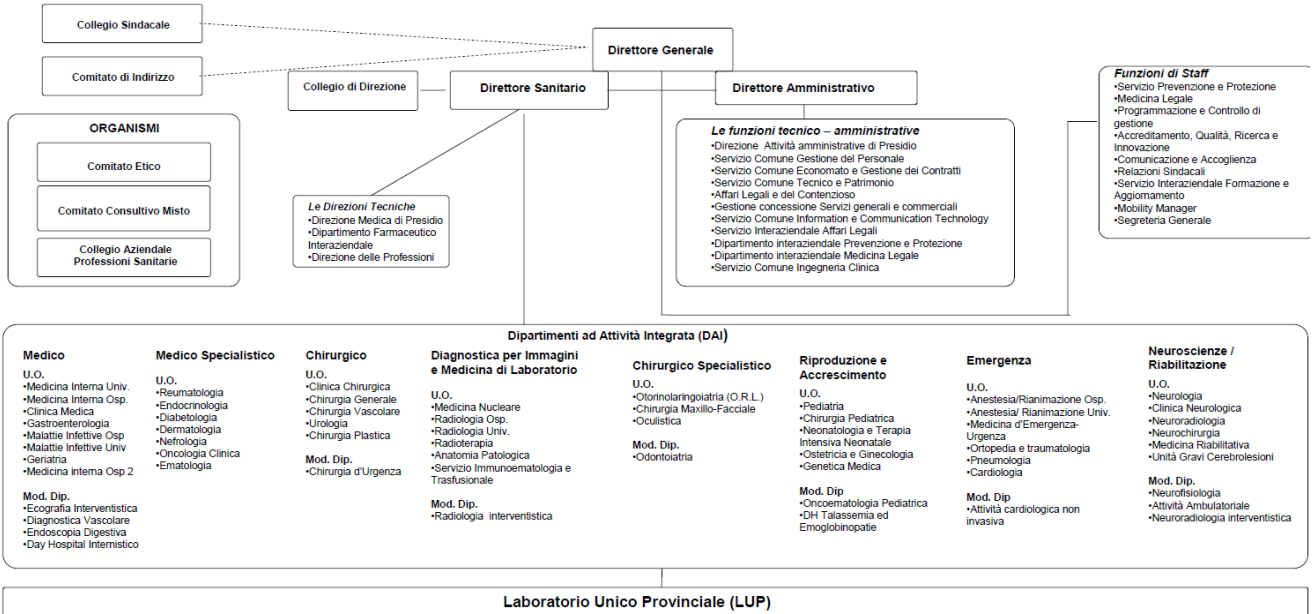 Collegio Sindacale
Comitato di Indirizzo
Direttore Generale
Collegio di Direzione
Direttore Sanitario
Direttore Amministrativo
Funzioni di Staff
•Servizio Prevenzione e Protezione
•Medicina Legale
•Programmazione e Controllo di
gestione
•Accreditamento, Qualità, Ricerca e
Innovazione
•Comunicazione e Accoglienza
•Relazioni Sindacali
•Servizio Interaziendale Formazione e
Aggiornamento
•Mobility Manager
•Segreteria Generale
ORGANISMI
Comitato Etico
Comitato Consultivo Misto
Collegio Aziendale
Professioni Sanitarie
Le Direzioni Tecniche
•Direzione Medica di Presidio
•Dipartimento Farmaceutico
Interaziendale
•Direzione delle Professioni
Le funzioni tecnico – amministrative
•Direzione Attività amministrative di Presidio
•Servizio Comune Gestione del Personale
•Servizio Comune Economato e Gestione dei Contratti
•Servizio Comune Tecnico e Patrimonio
•Affari Legali e del Contenzioso
•Gestione concessione Servizi generali e commerciali
•Servizio Comune Information e Communication Technology
•Servizio Interaziendale Affari Legali
•Dipartimento interaziendale Prevenzione e Protezione
•Dipartimento interaziendale Medicina Legale
•Servizio Comune Ingegneria Clinica
Dipartimenti ad Attività Integrata (DAI)
Medico
U.O.
•Medicina Interna Univ.
•Medicina Interna Osp.
•Clinica Medica
•Gastroenterologia
•Malattie Infettive Osp
•Malattie Infettive Univ
•Geriatria
•Medicina interna Osp 2
Mod. Dip.
•Ecografia Interventistica
•Diagnostica Vascolare
•Endoscopia Digestiva
•Day Hospital Internistico
Medico Specialistico
U.O.
•Reumatologia
•Endocrinologia
•Diabetologia
•Dermatologia
•Nefrologia
•Oncologia Clinica
•Ematologia
Chirurgico
U.O.
•Clinica Chirurgica
•Chirurgia Generale
•Chirurgia Vascolare
•Urologia
•Chirurgia Plastica
Mod. Dip.
•Chirurgia d'Urgenza
Diagnostica per Immagini
e Medicina di Laboratorio
U.O.
•Medicina Nucleare
•Radiologia Osp.
•Radiologia Univ.
•Radioterapia
•Anatomia Patologica
•Servizio Immunoematologia e
Trasfusionale
Mod. Dip.
•Radiologia interventistica
Chirurgico Specialistico
U.O.
•Otorinolaringoiatria (O.R.L.)
•Chirurgia Maxillo-Facciale
•Oculistica
Mod. Dip.
•Odontoiatria
Riproduzione e
Accrescimento
U.O.
•Pediatria
•Chirurgia Pediatrica
•Neonatologia e Terapia
Intensiva Neonatale
•Ostetricia e Ginecologia
•Genetica Medica
Mod. Dip
•Oncoematologia Pediatrica
•DH Talassemia ed
Emoglobinopatie
Emergenza
U.O.
•Anestesia/Rianimazione Osp.
•Anestesia/ Rianimazione Univ.
•Medicina d'Emergenza-
Urgenza
•Ortopedia e traumatologia
•Pneumologia
•Cardiologia
Mod. Dip
•Attività cardiologica non
invasiva
Neuroscienze /
Riabilitazione
U.O.
•Neurologia
•Clinica Neurologica
•Neuroradiologia
•Neurochirurgia
•Medicina Riabilitativa
•Unità Gravi Cerebrolesioni
Mod. Dip.
•Neurofisiologia
•Attività Ambulatoriale
•Neuroradiologia interventistica
Laboratorio Unico Provinciale (LUP)